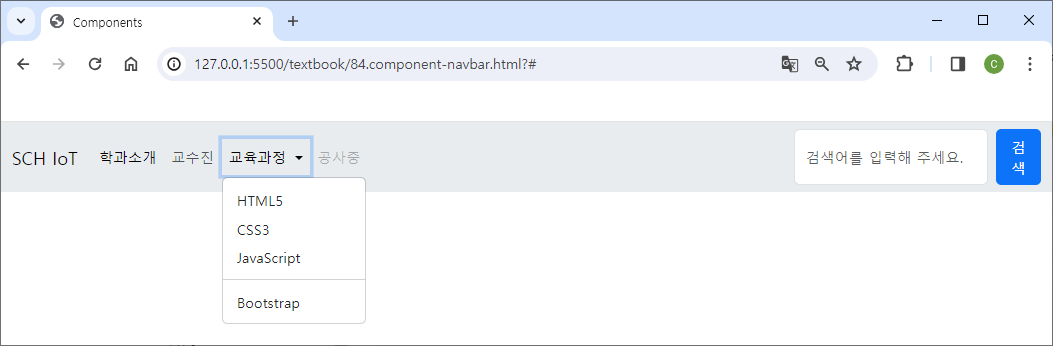 Components
127.0.0.1:5500/textbook/84.component-navbar.html?#
C
SCH IoT 학과소개 교수진 교육과정 공사중 검색어를 입력해 주세요. 검
색
HTML5
CSS3
JavaScript
Bootstrap